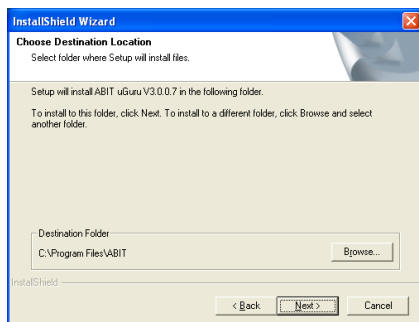 InstallShield Wizard
Choose Destination Location
Select folder where Setup will install files.
Setup will install ABIT uGuru V3.0.0.7 in the following folder.
To install to this folder, click Next. To install to a different folder, click Browse and select
another folder.
Destination Folder
C:\Program Files\ABIT
Browse...
InstallShield
< Back
Next >
Cancel